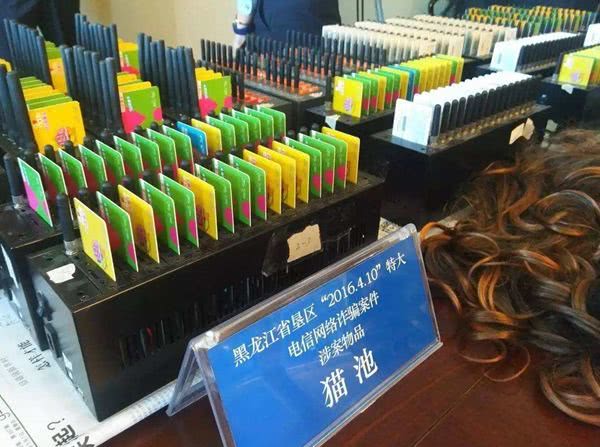 黑龙江省垦区“2016.4.10”特大
电信网络诈骗案件
涉案物品
猫池